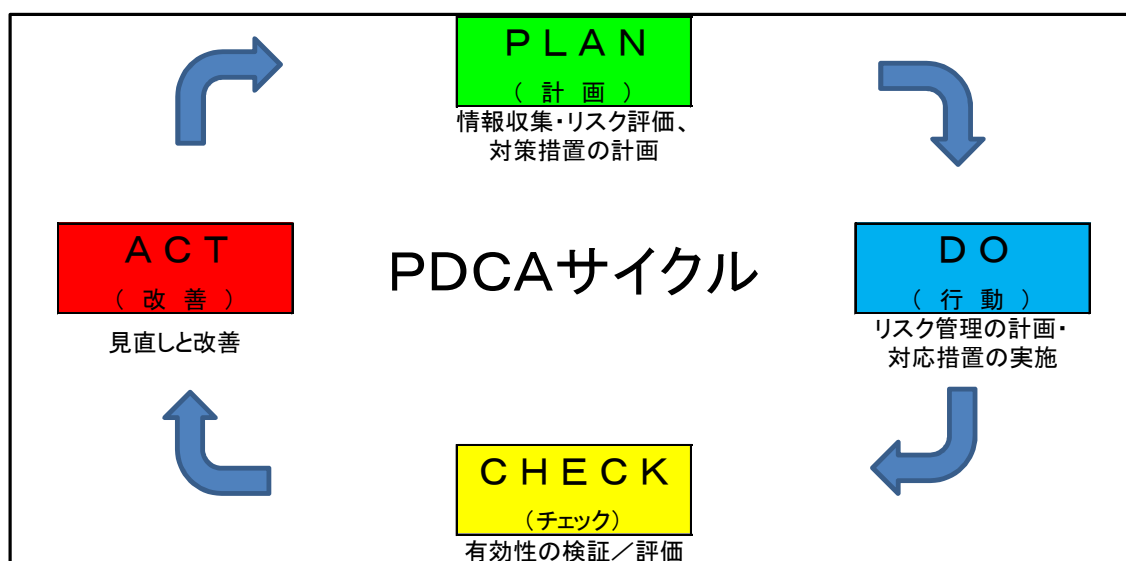 ＰＬＡＮ
（計画）
情報収集・リスク評価、
対策措置の計画
ＡＣＴ
（改善）
見直しと改善
ＰＤＣＡサイクル
ＤＯ
（行動）
リスク管理の計画・
対応措置の実施
ＣＨＥＣＫ
（チェック）
有効性の検証／評価